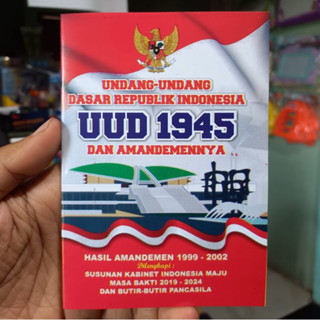 UNDANG-UNDANG
DASAR REPUBLIK INDONESIA
UUD 1945
DAN AMANDEMENNYA
HASIL AMANDEMEN 1999 - 2002
Dilengkapi :
SUSUNAN KABINET INDONESIA MAJU
MASA BAKTI 2019 - 2024
DAN BUTIR-BUTIR PANCASILA